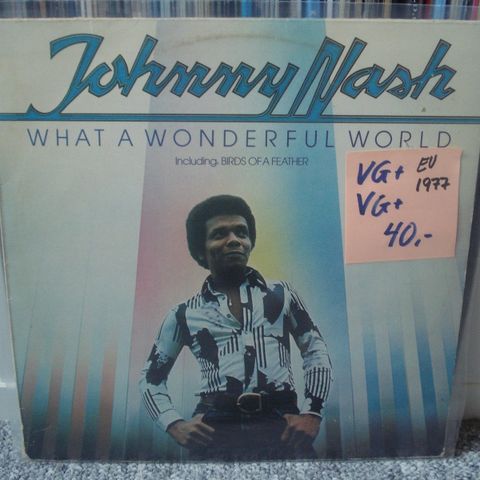 Johnny Nash
WHAT A WONDERFUL WORLD
Including: BIRDS OF A FEATHER
VG+ EU
1977
VG+
40,-